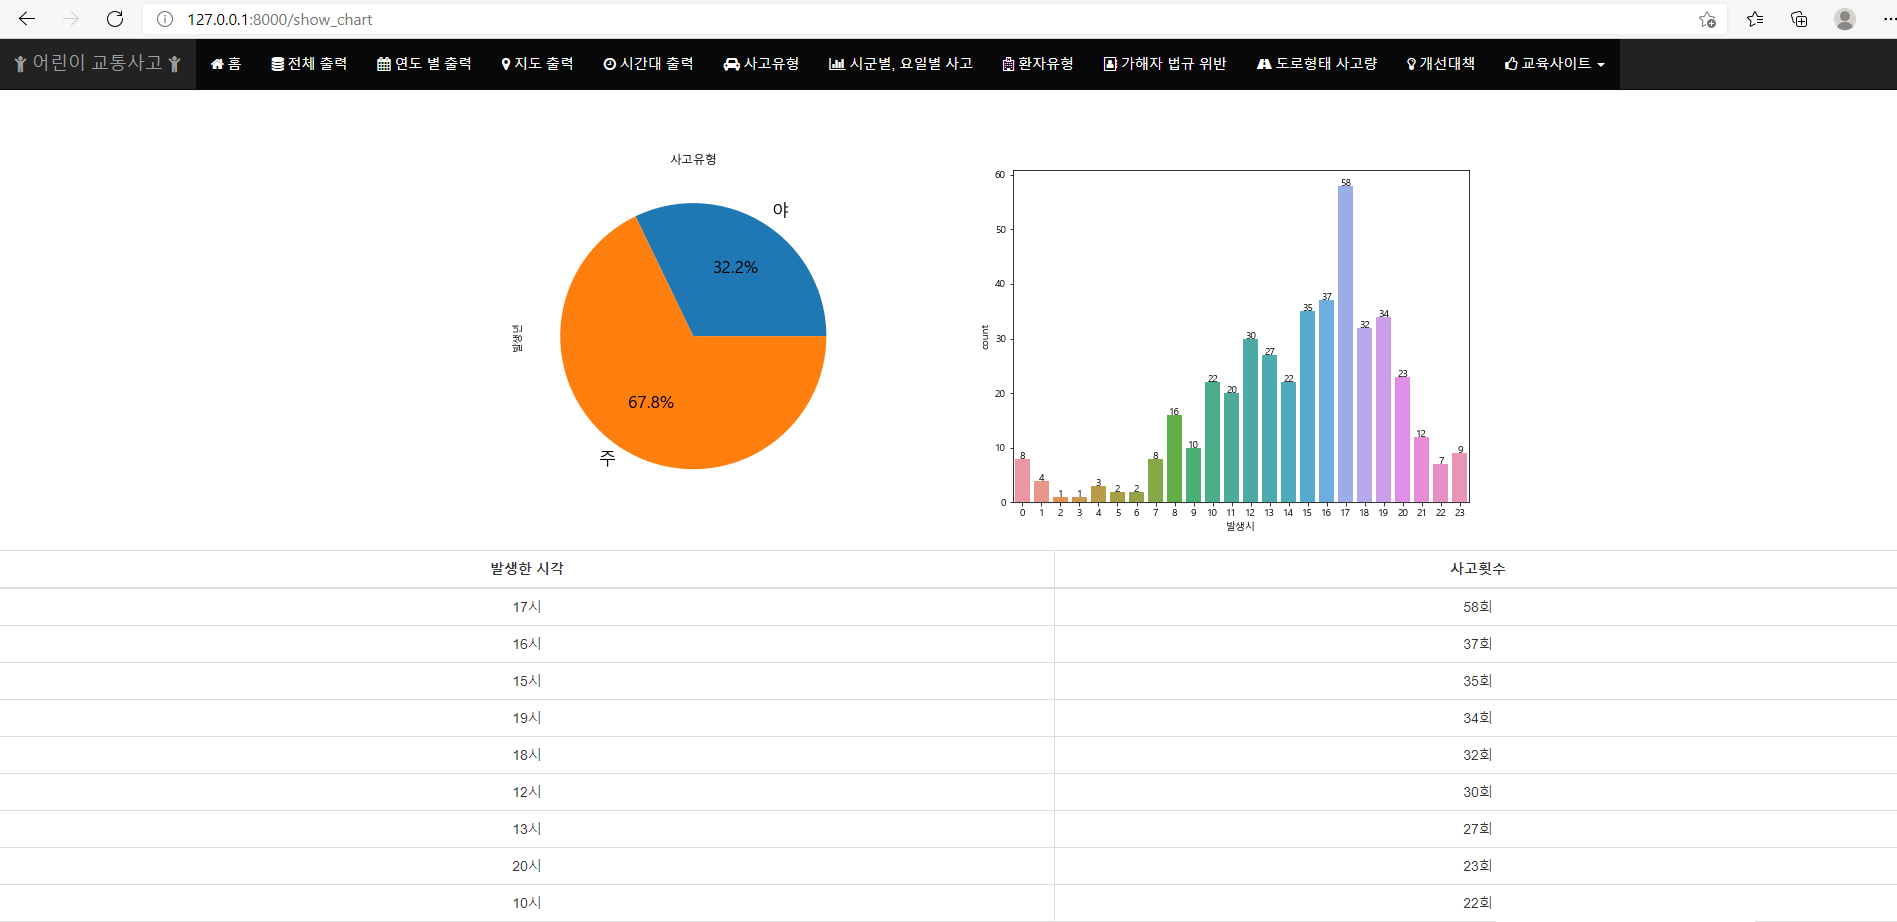 127.0.0.1:8000/show_chart
어린이 교통사고 홈 전체 출력 연도 별 출력 지도 출력 시간대 출력 사고유형 시군별, 요일별 사고 환자유형 가해자 법규 위반 도로형태 사고량 개선대책 교육사이트
사고유형
야
32.2%
발생년
67.8%
주
60
50
40
30
20
10
0
count
8 4 1 1 3 2 2 8 16 10 22 20 30 27 22 35 37 58 32 34 23 12 7 9
0 1 2 3 4 5 6 7 8 9 10 11 12 13 14 15 16 17 18 19 20 21 22 23
발생시
발생한 시각 사고횟수
17시 58회
16시 37회
15시 35회
19시 34회
18시 32회
12시 30회
13시 27회
20시 23회
10시 22회